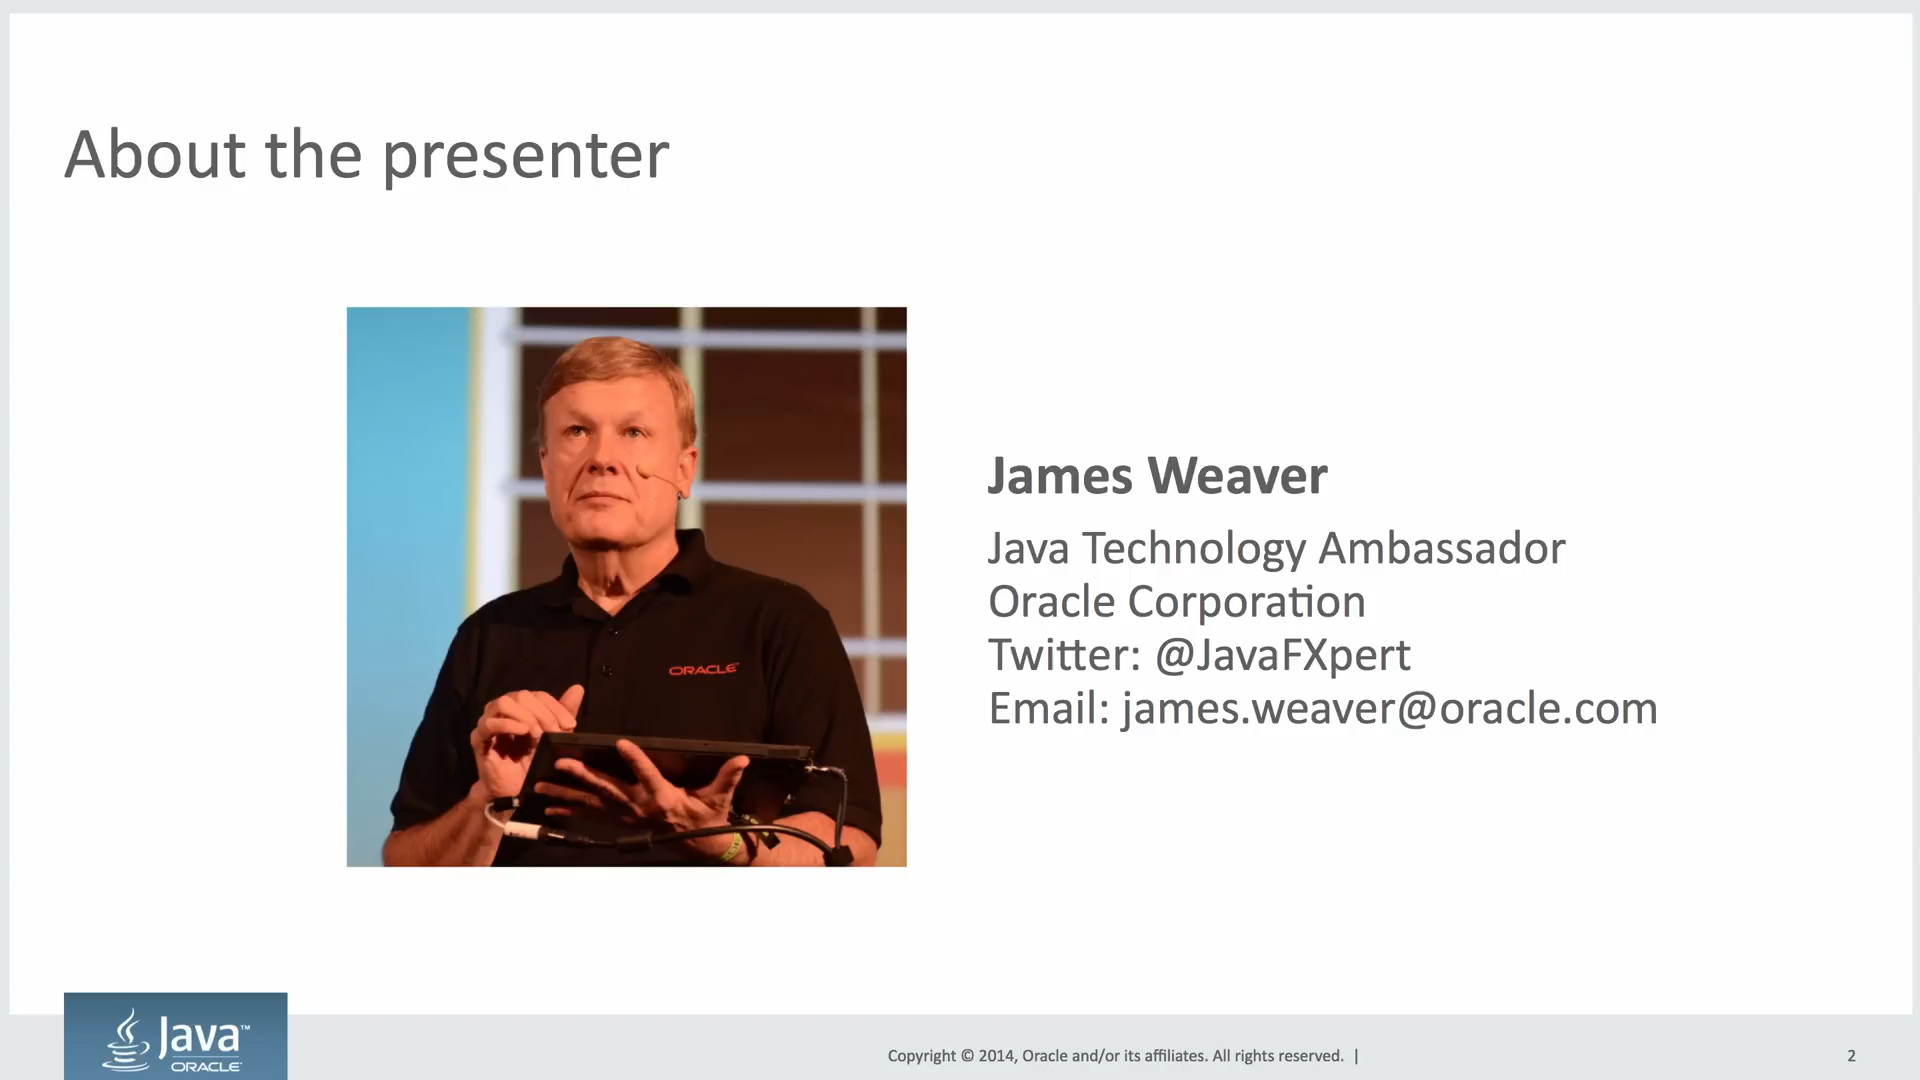 About the presenter
ORACLE
James Weaver
Java Technology Ambassador
Oracle Corporation
Twitter: @JavaFXpert
Email: james.weaver@oracle.com
Java™
ORACLE
Copyright © 2014, Oracle and/or its affiliates. All rights reserved. |
2